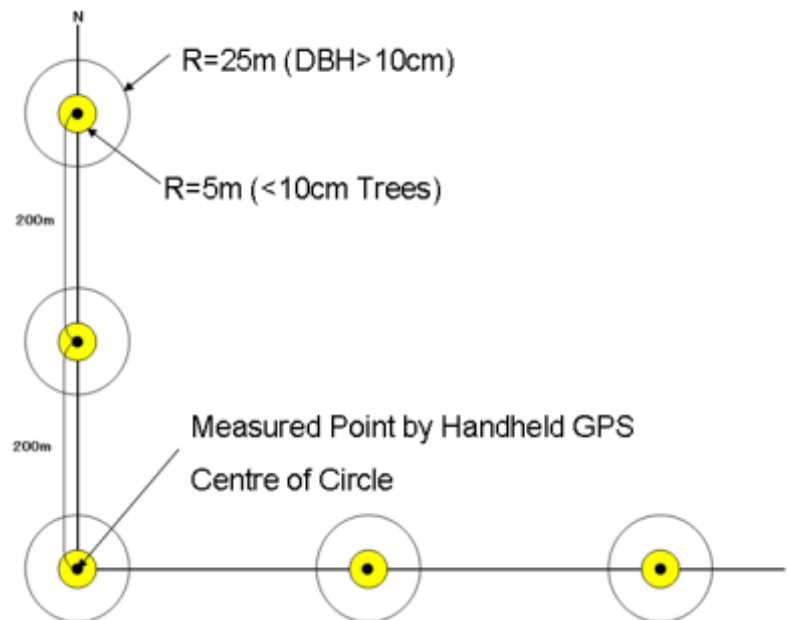 N
R=25m (DBH>10cm)
R=5m (<10cm Trees)
200m
200m
Measured Point by Handheld GPS
Centre of Circle